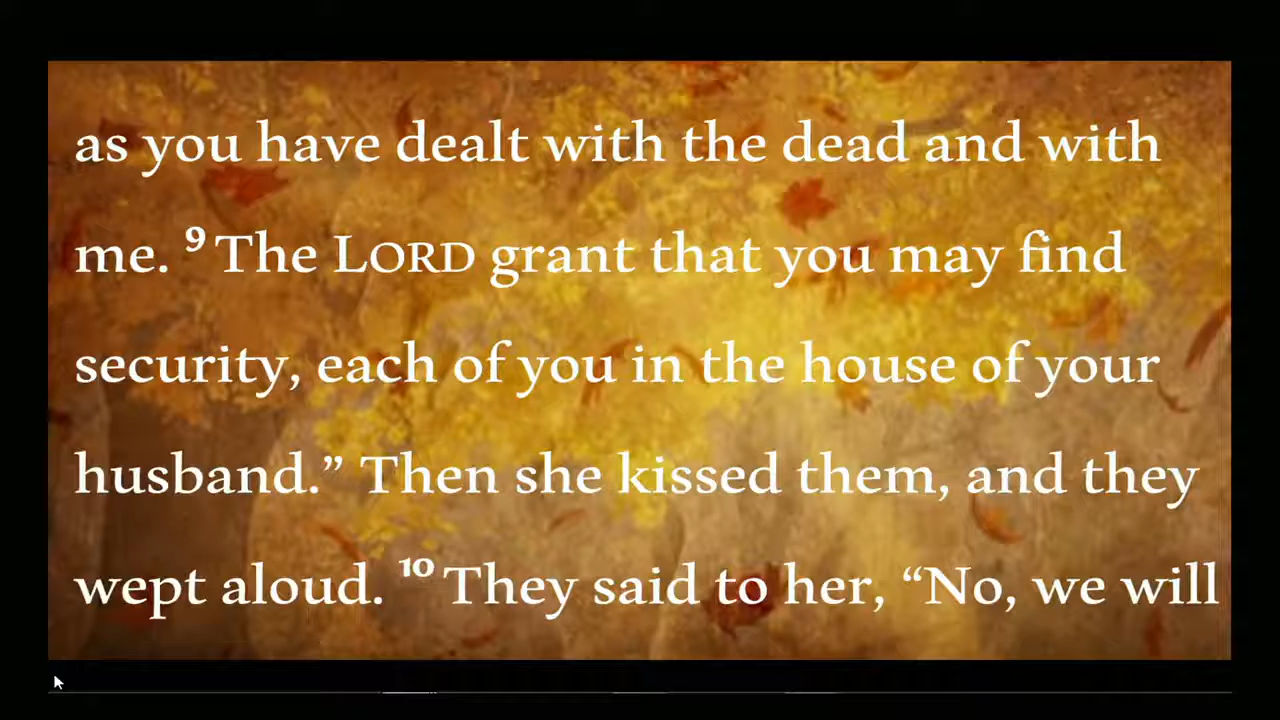 as you have dealt with the dead and with
me. ⁹ The LORD grant that you may find
security, each of you in the house of your
husband.” Then she kissed them, and they
wept aloud. ¹⁰ They said to her, “No, we will